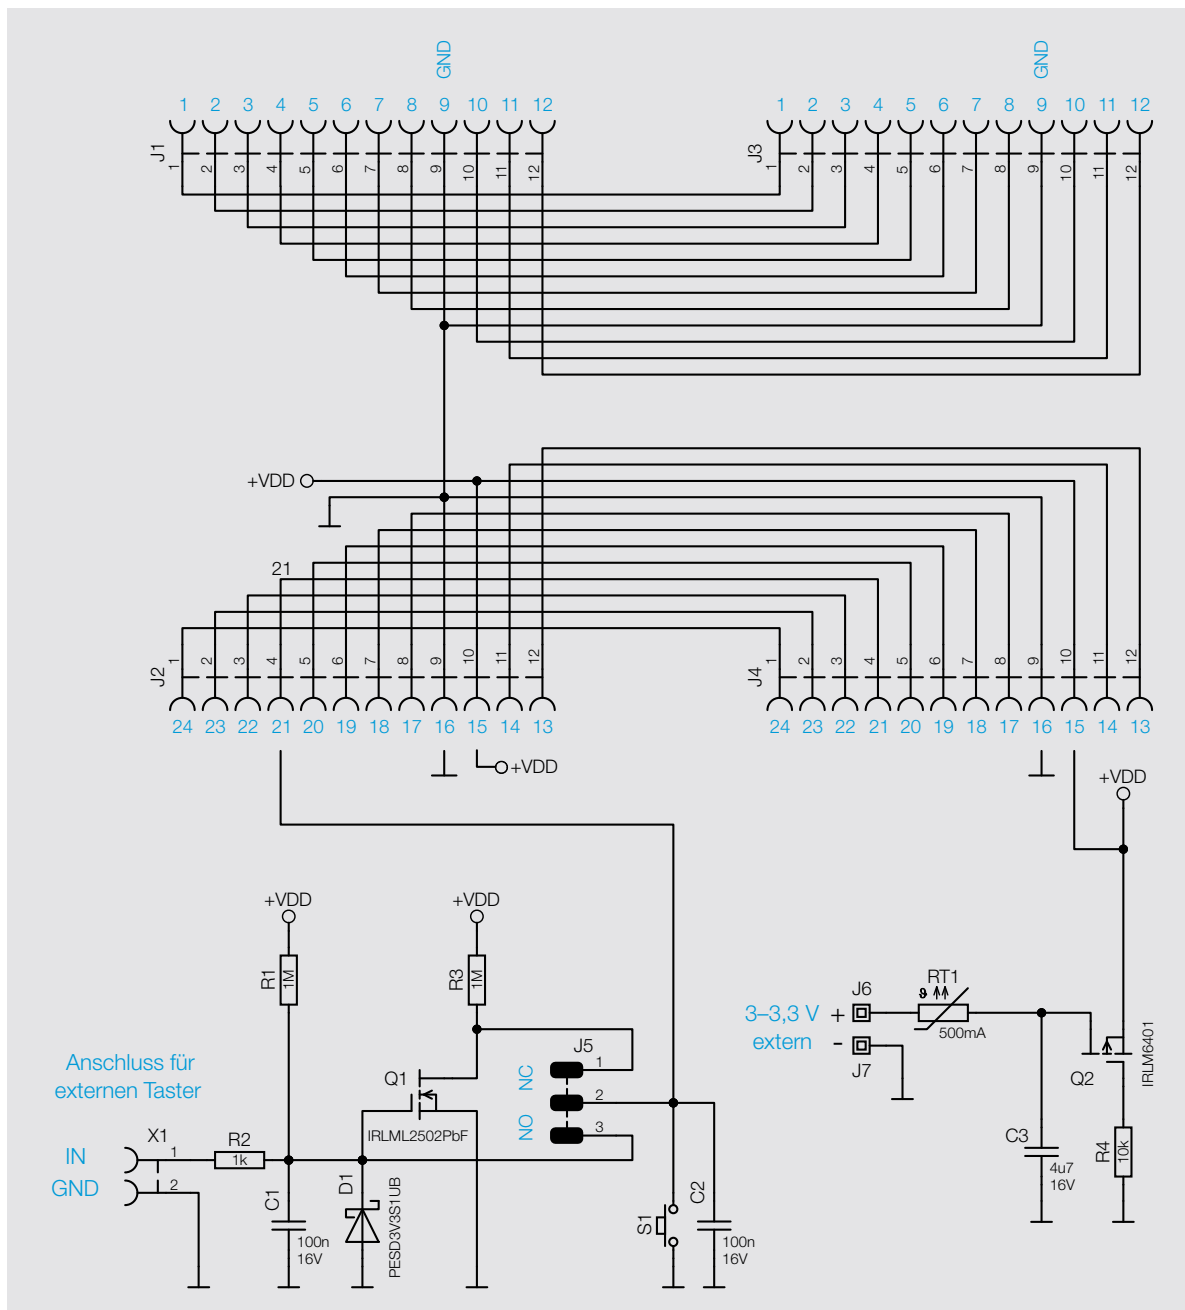 GND GND
1 2 3 4 5 6 7 8 9 10 11 12 1 2 3 4 5 6 7 8 9 10 11 12
J1 J3
1 2 3 4 5 6 7 8 9 10 11 12 1 2 3 4 5 6 7 8 9 10 11 12
+VDD
21
1 2 3 4 5 6 7 8 9 10 11 12 1 2 3 4 5 6 7 8 9 10 11 12
J2 J4
24 23 22 21 20 19 18 17 16 15 14 13 24 23 22 21 20 19 18 17 16 15 14 13
+VDD
+VDD
+VDD
+VDD
R1
1M
R3
1M
Anschluss für
externen Taster
X1
IN
1
GND
2
R2
1k
C1
100n
16V
D1
PESD3V3S1UB
Q1
IRLML2502PbF
J5
NC
1
2
NO
3
S1
C2
100n
16V
3–3,3 V +
extern -
J6
J7
RT1
ϑ
500mA
Q2
IRLM6401
C3
4u7
16V
R4
10k